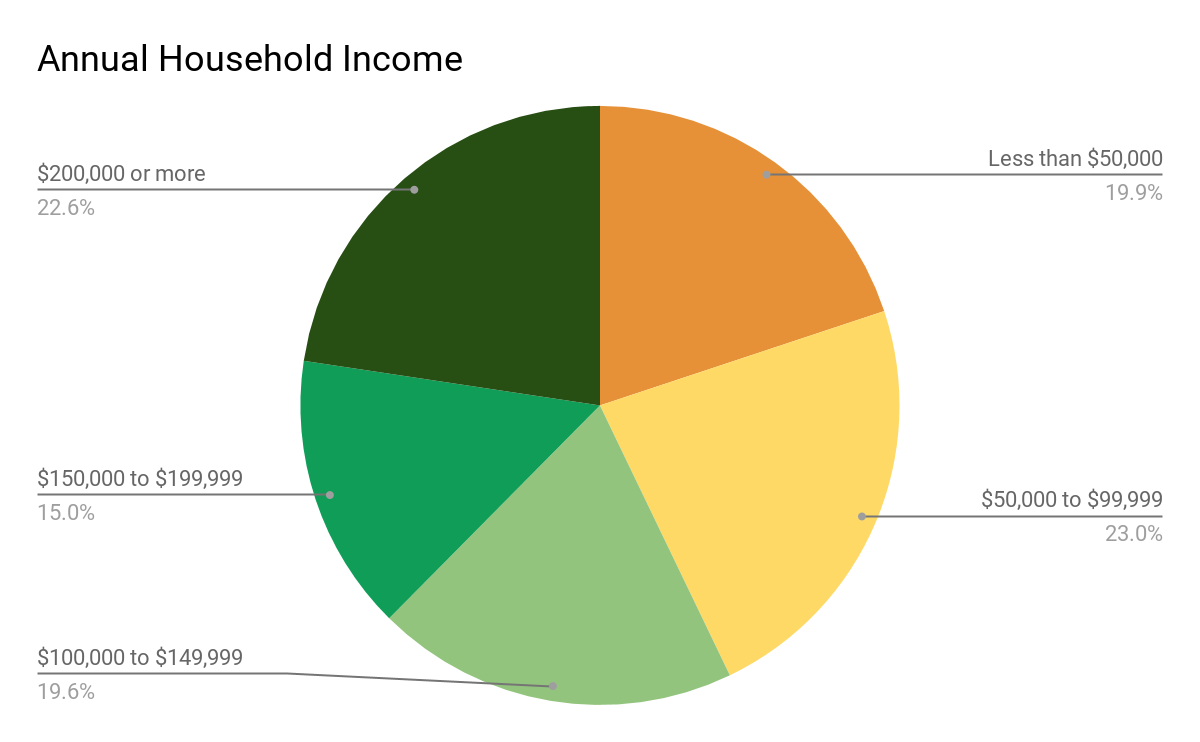 Annual Household Income
Less than $50,000
19.9%
$50,000 to $99,999
23.0%
$100,000 to $149,999
19.6%
$150,000 to $199,999
15.0%
$200,000 or more
22.6%